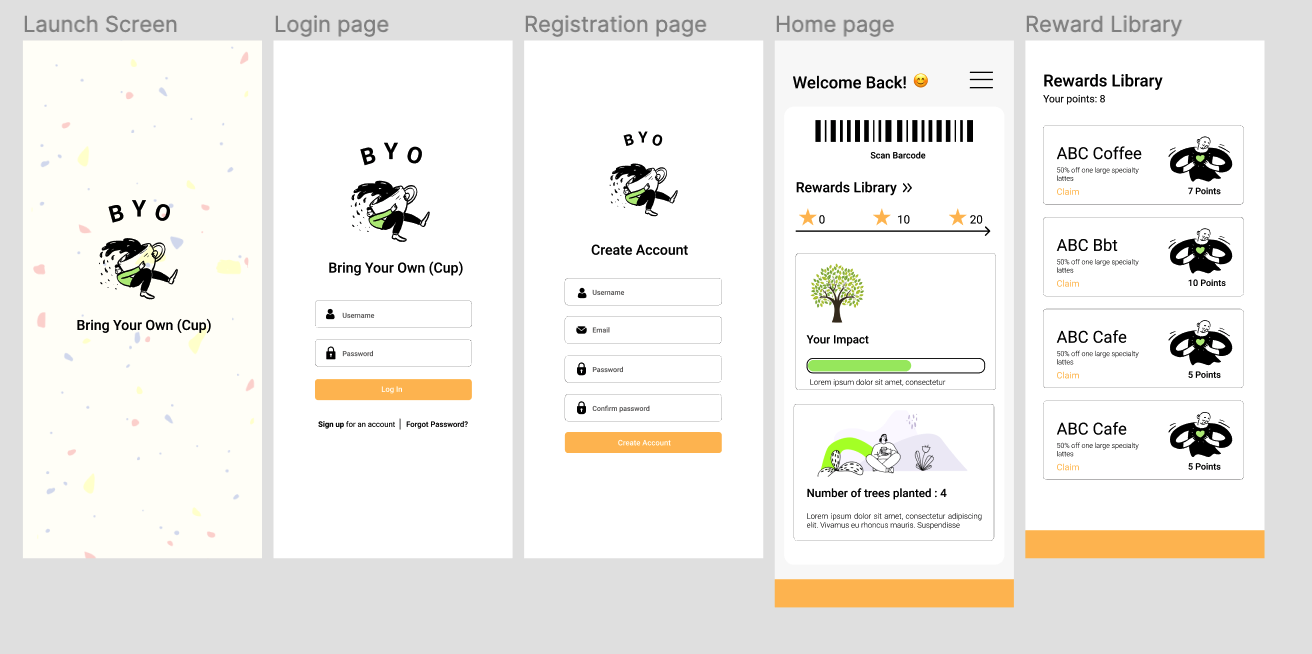 Launch Screen
BYO
Bring Your Own (Cup)
Login page
BYO
Bring Your Own (Cup)
Username
Password
Log In
Sign up for an account | Forgot Password?
Registration page
BYO
Create Account
Username
Email
Password
Confirm password
Create Account
Home page
Welcome Back! 😊
Scan Barcode
Rewards Library »
0 10 20
Your Impact
Lorem ipsum dolor sit amet, consectetur
Number of trees planted : 4
Lorem ipsum dolor sit amet, consectetur adipiscing
elit. Vivamus eu rhoncus mauris. Suspendisse
Reward Library
Rewards Library
Your points: 8
ABC Coffee
50% off one large specialty
lattes
Claim
7 Points
ABC Bbt
50% off one large specialty
lattes
Claim
10 Points
ABC Cafe
50% off one large specialty
lattes
Claim
5 Points
ABC Cafe
50% off one large specialty
lattes
Claim
5 Points